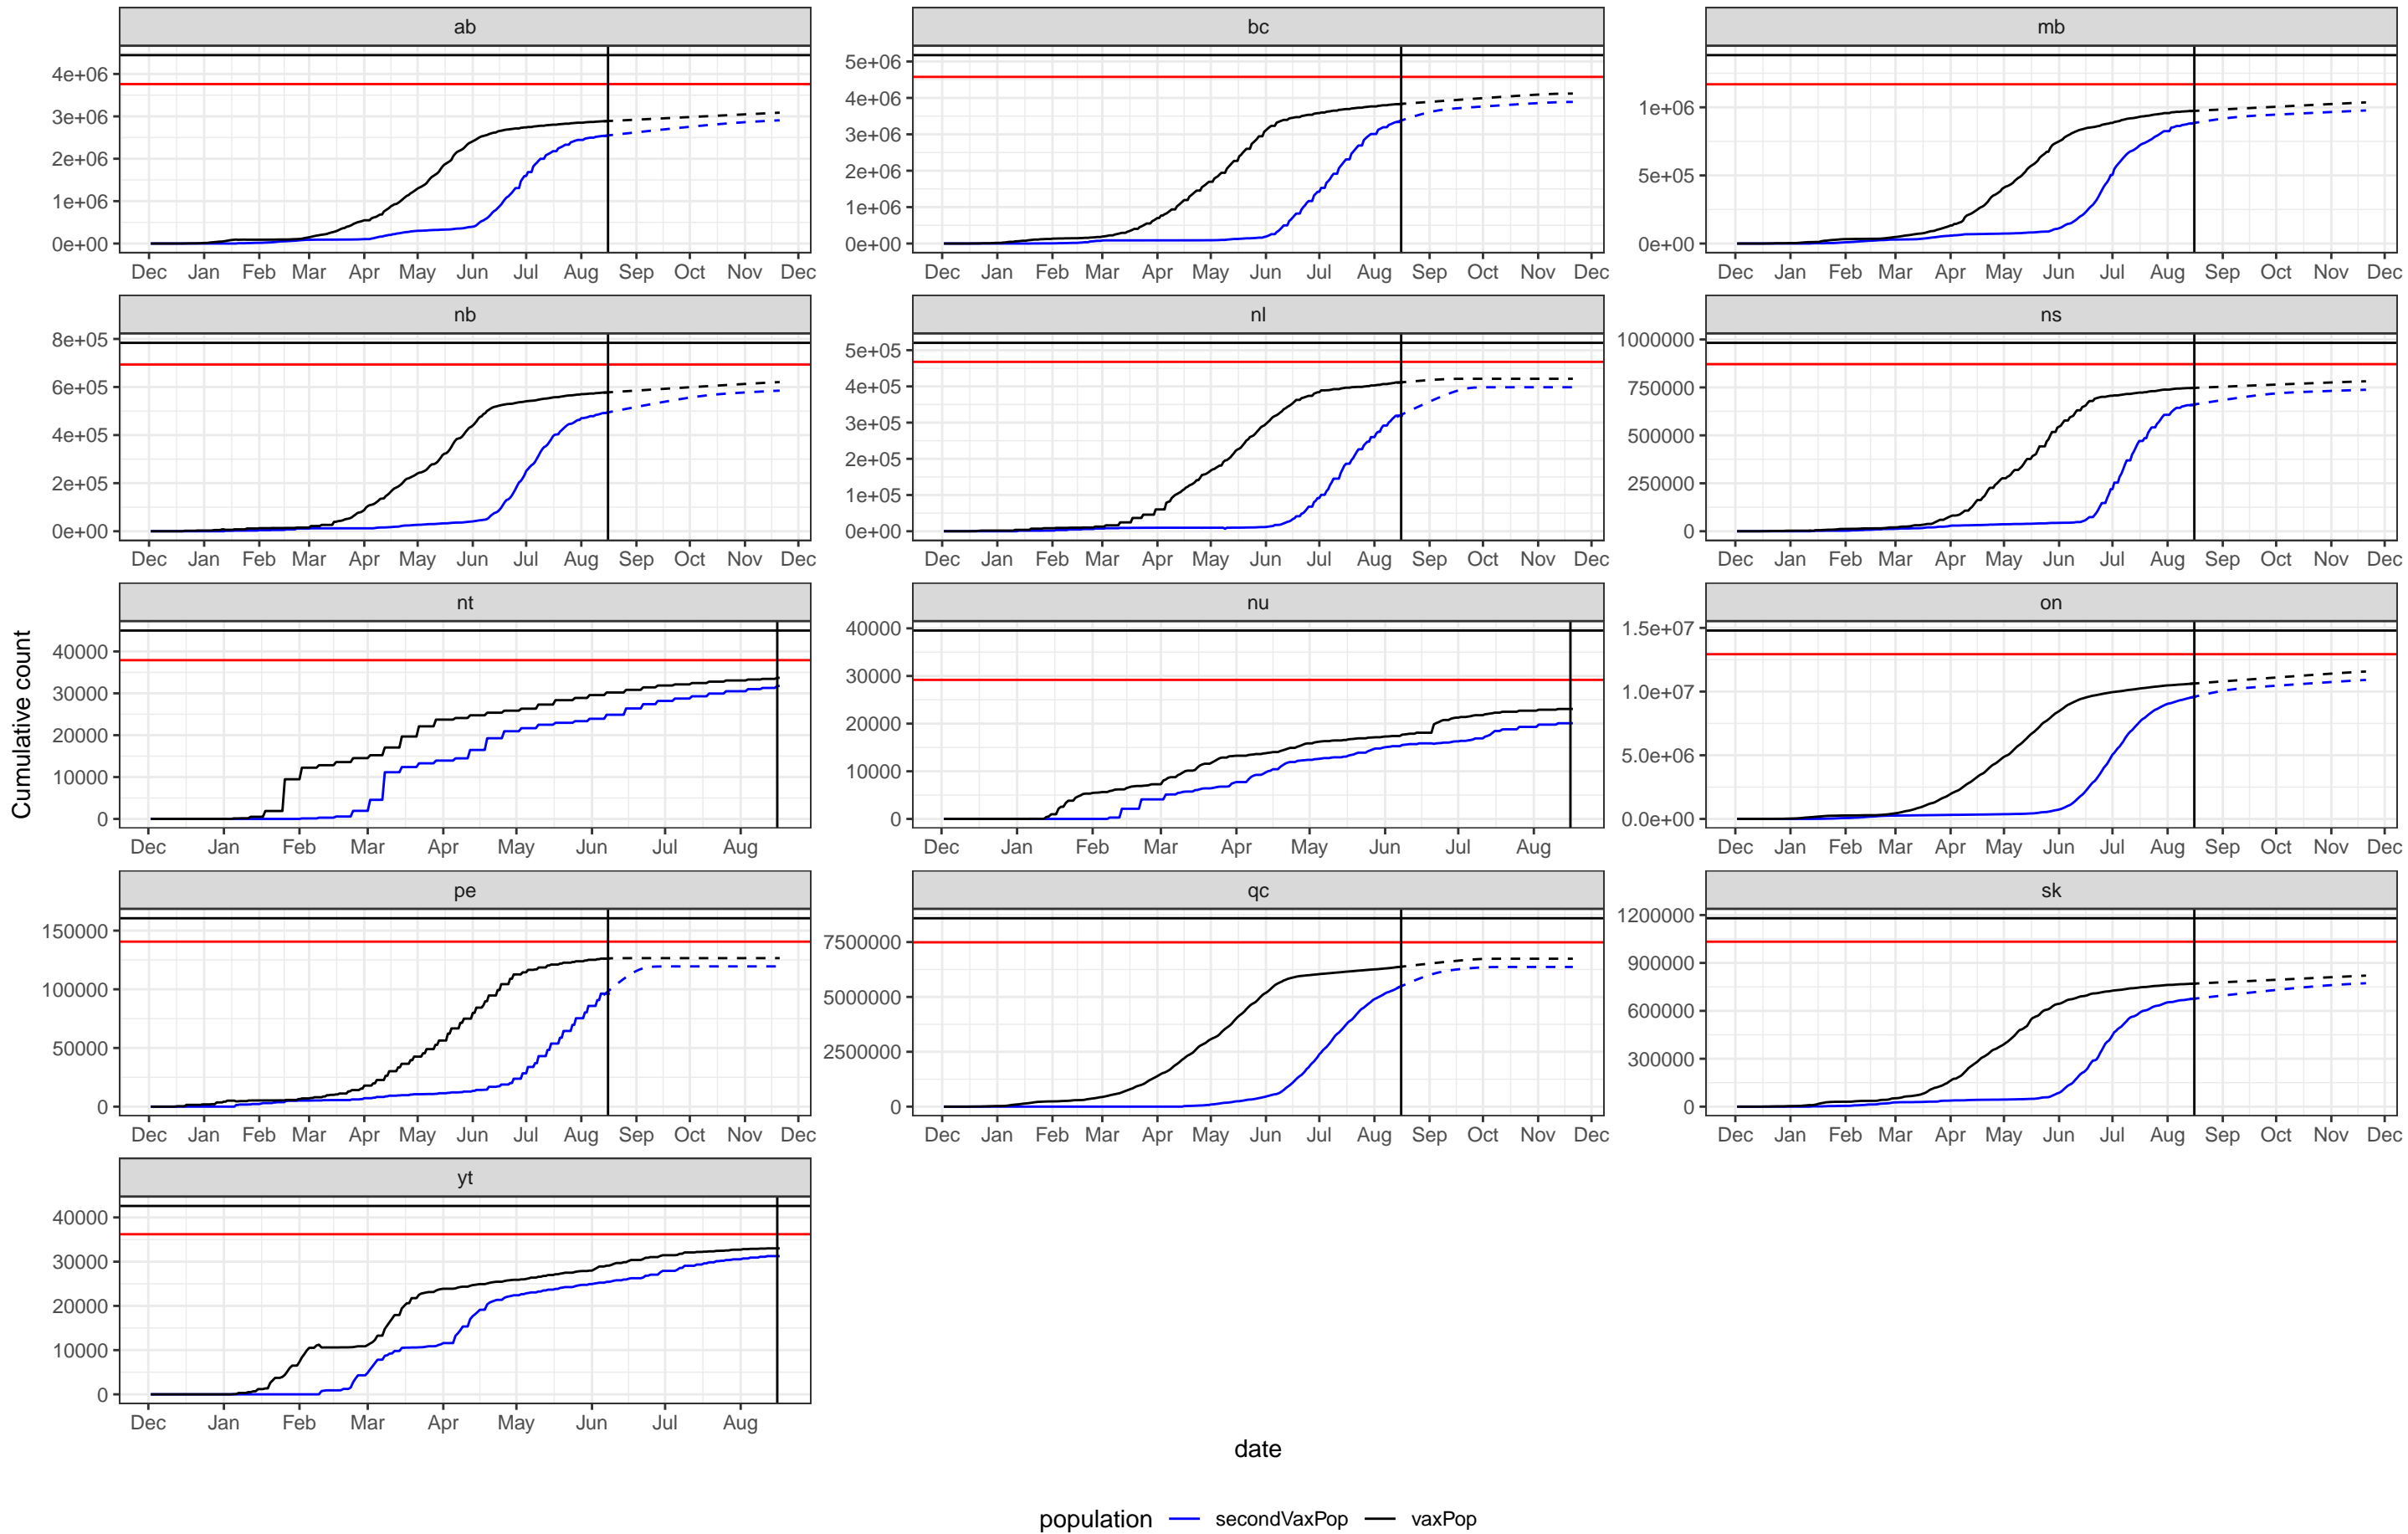 ab bc mb
4e+06
3e+06
2e+06
1e+06
0e+00
5e+06
4e+06
3e+06
2e+06
1e+06
0e+00
1e+06
5e+05
0e+00
Dec Jan Feb Mar Apr May Jun Jul Aug Sep Oct Nov Dec
Dec Jan Feb Mar Apr May Jun Jul Aug Sep Oct Nov Dec
Dec Jan Feb Mar Apr May Jun Jul Aug Sep Oct Nov Dec
nb nl ns
8e+05
6e+05
4e+05
2e+05
0e+00
5e+05
4e+05
3e+05
2e+05
1e+05
0e+00
1000000
750000
500000
250000
0
Dec Jan Feb Mar Apr May Jun Jul Aug Sep Oct Nov Dec
Dec Jan Feb Mar Apr May Jun Jul Aug Sep Oct Nov Dec
Dec Jan Feb Mar Apr May Jun Jul Aug Sep Oct Nov Dec
Cumulative count
nt nu on
40000
30000
20000
10000
0
40000
30000
20000
10000
0
1.5e+07
1.0e+07
5.0e+06
0.0e+00
Dec Jan Feb Mar Apr May Jun Jul Aug
Dec Jan Feb Mar Apr May Jun Jul Aug
Dec Jan Feb Mar Apr May Jun Jul Aug Sep Oct Nov Dec
pe qc sk
150000
100000
50000
0
7500000
5000000
2500000
0
1200000
900000
600000
300000
0
Dec Jan Feb Mar Apr May Jun Jul Aug Sep Oct Nov Dec
Dec Jan Feb Mar Apr May Jun Jul Aug Sep Oct Nov Dec
Dec Jan Feb Mar Apr May Jun Jul Aug Sep Oct Nov Dec
yt
40000
30000
20000
10000
0
Dec Jan Feb Mar Apr May Jun Jul Aug
date
population secondVaxPop vaxPop